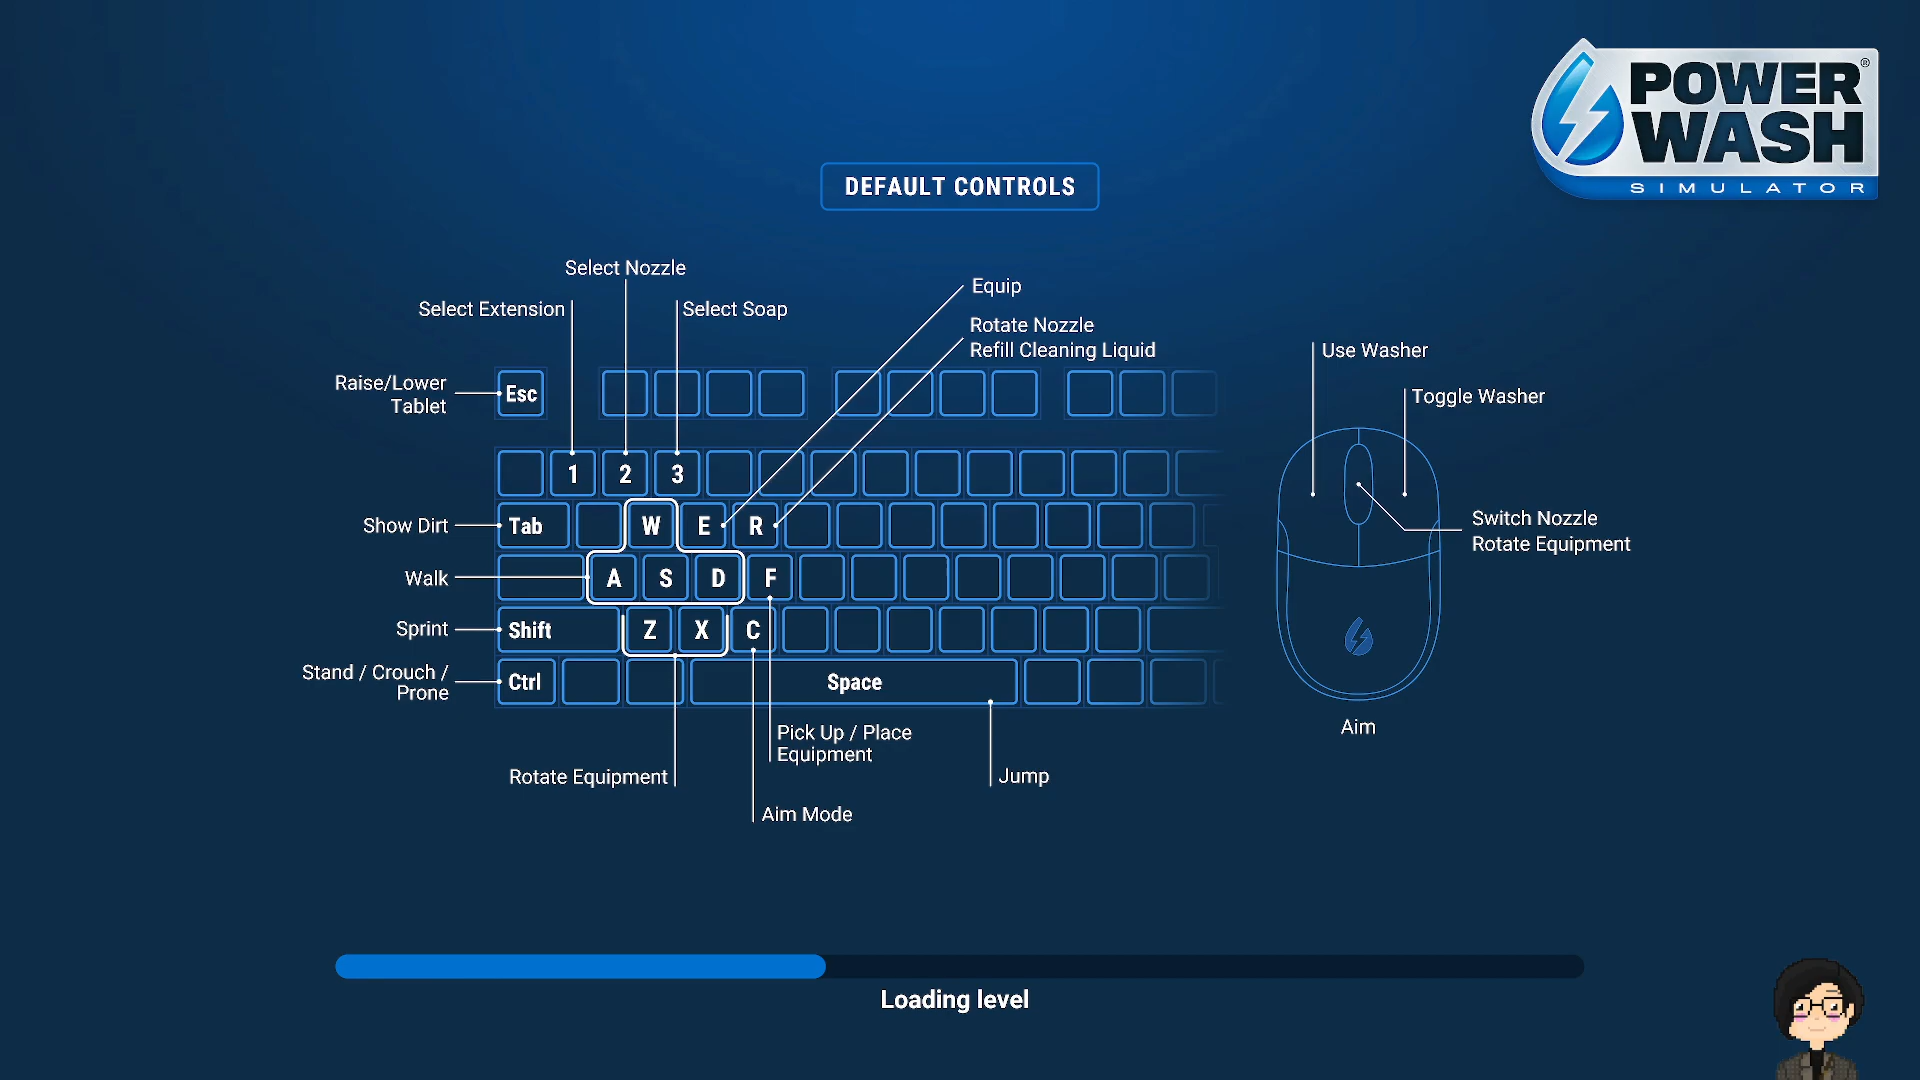 POWER®
WASH
SIMULATOR
DEFAULT CONTROLS
Select Nozzle
Select Extension
Select Soap
Equip
Rotate Nozzle
Refill Cleaning Liquid
Raise/Lower
Tablet
Esc
1
2
3
Show Dirt
Tab
W
E
R
Walk
A
S
D
F
Sprint
Shift
Z
X
C
Stand / Crouch /
Prone
Ctrl
Space
Pick Up / Place
Equipment
Rotate Equipment
Jump
Aim Mode
Use Washer
Toggle Washer
Switch Nozzle
Rotate Equipment
Aim
Loading level